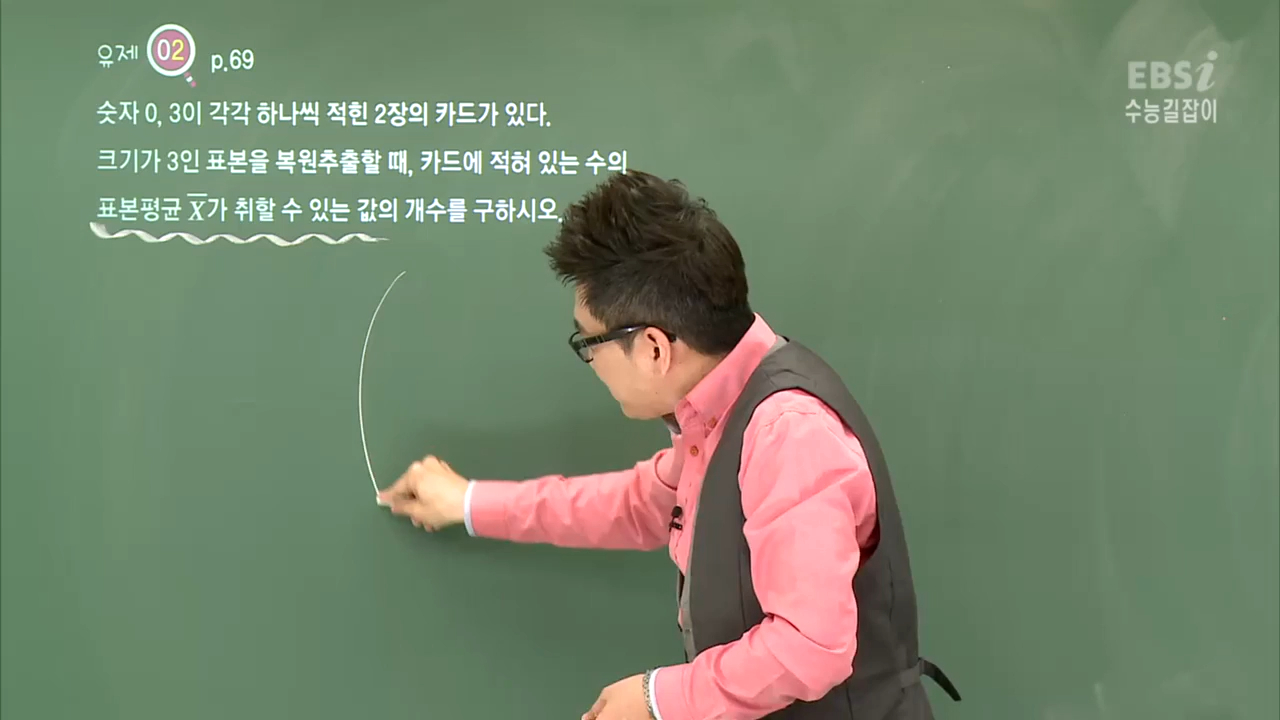 유제 02 p.69
숫자 0, 3이 각각 하나씩 적힌 2장의 카드가 있다.
크기가 3인 표본을 복원추출할 때, 카드에 적혀 있는 수의
표본평균 X̄가 취할 수 있는 값의 개수를 구하시오.
EBSi
수능길잡이